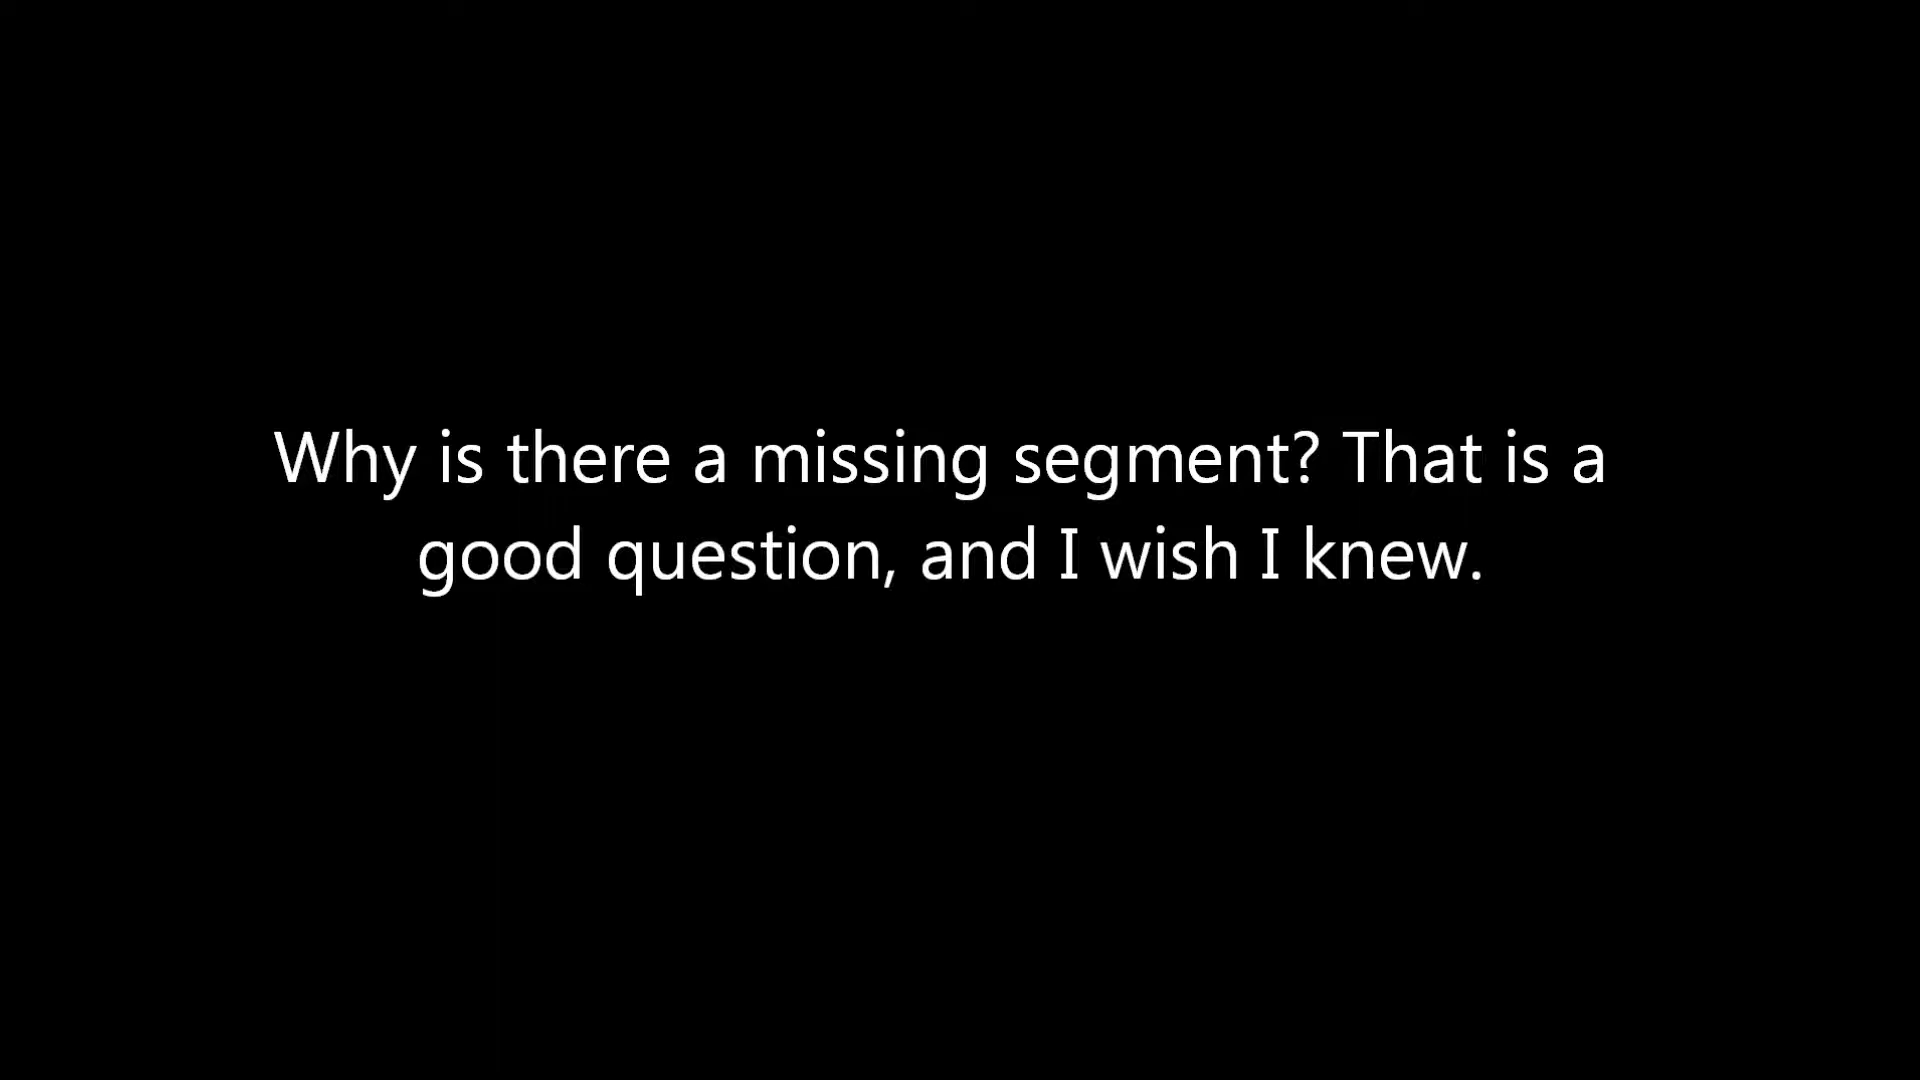 Why is there a missing segment? That is a
good question, and I wish I knew.